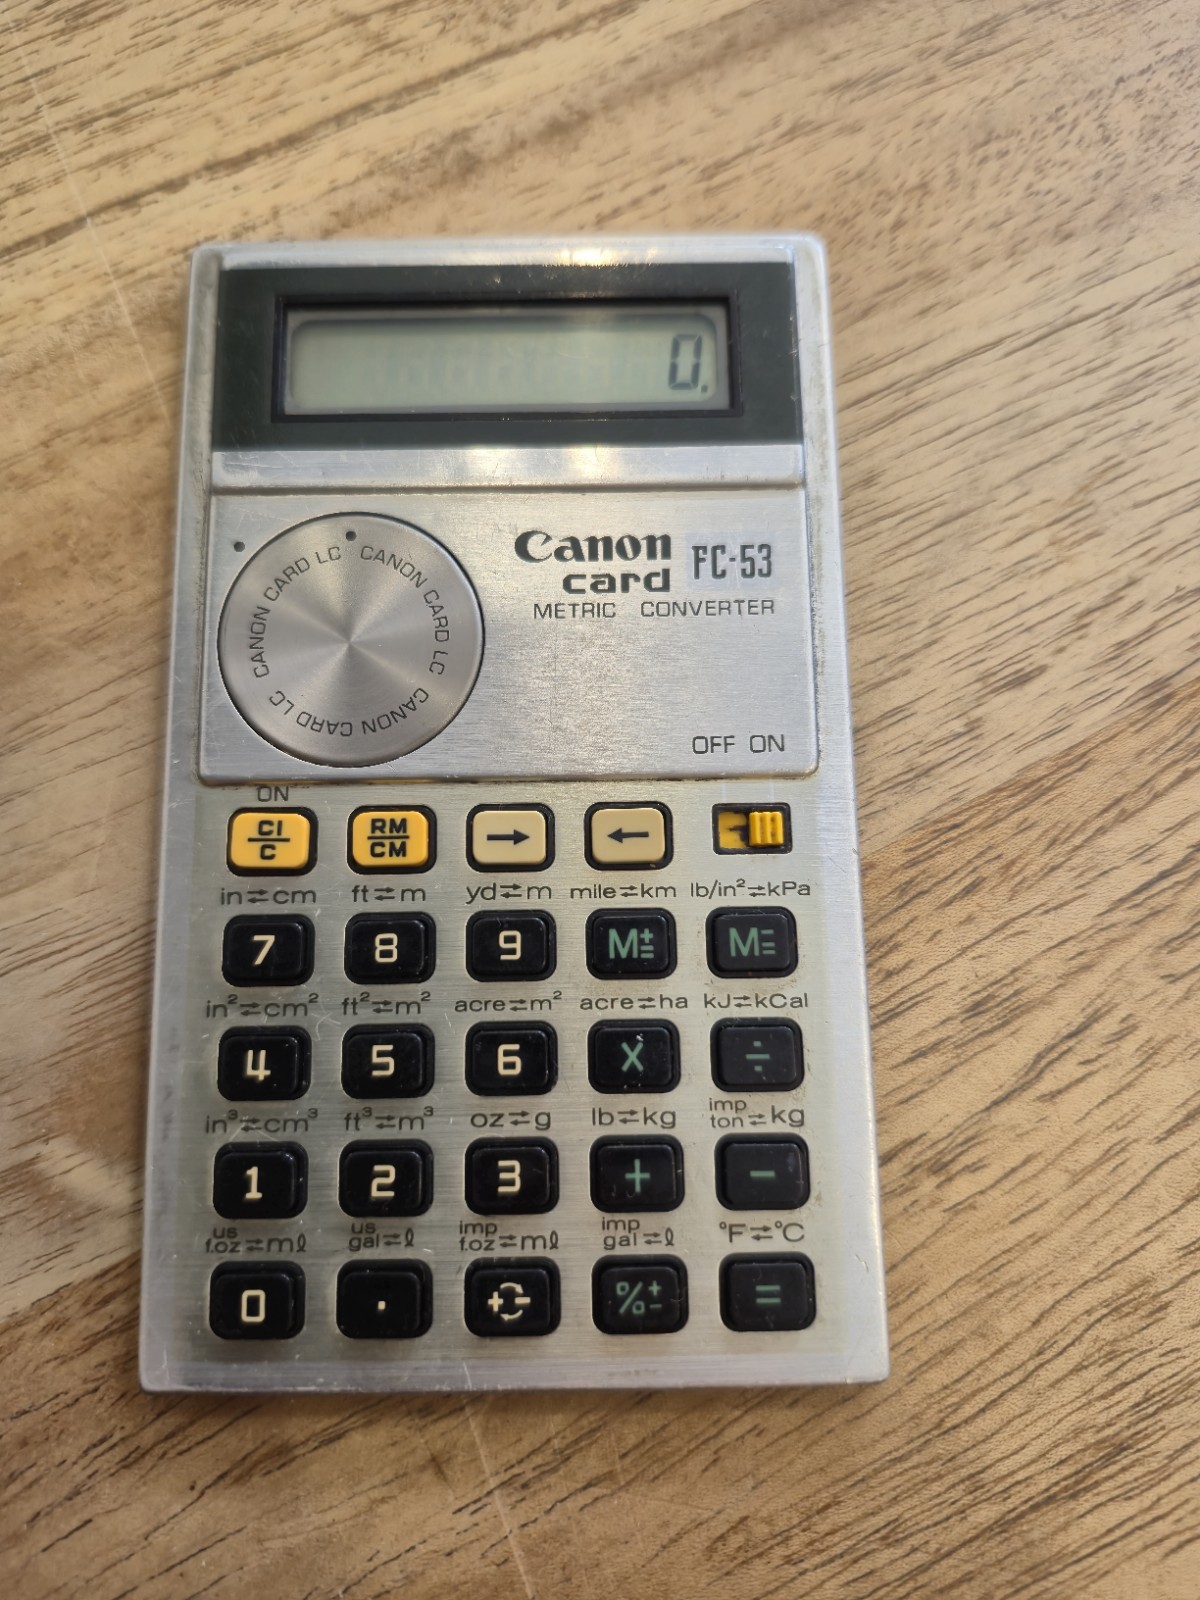 0.
Canon FC-53
card
METRIC CONVERTER
CANON CARD LC CANON CARD LC CANON CARD LC
OFF ON
ON
CI/C RM/CM → ←
in⇄cm ft⇄m yd⇄m mile⇄km lb/in²⇄kPa
7 8 9 M±= M-=
in²⇄cm² ft²⇄m² acre⇄m² acre⇄ha kJ⇄kCal
4 5 6 X ÷
in³⇄cm³ ft³⇄m³ oz⇄g lb⇄kg imp ton⇄kg
1 2 3 + −
us f.oz⇄mℓ us gal⇄ℓ imp f.oz⇄mℓ imp gal⇄ℓ °F⇄°C
0 . +⇄- %± =